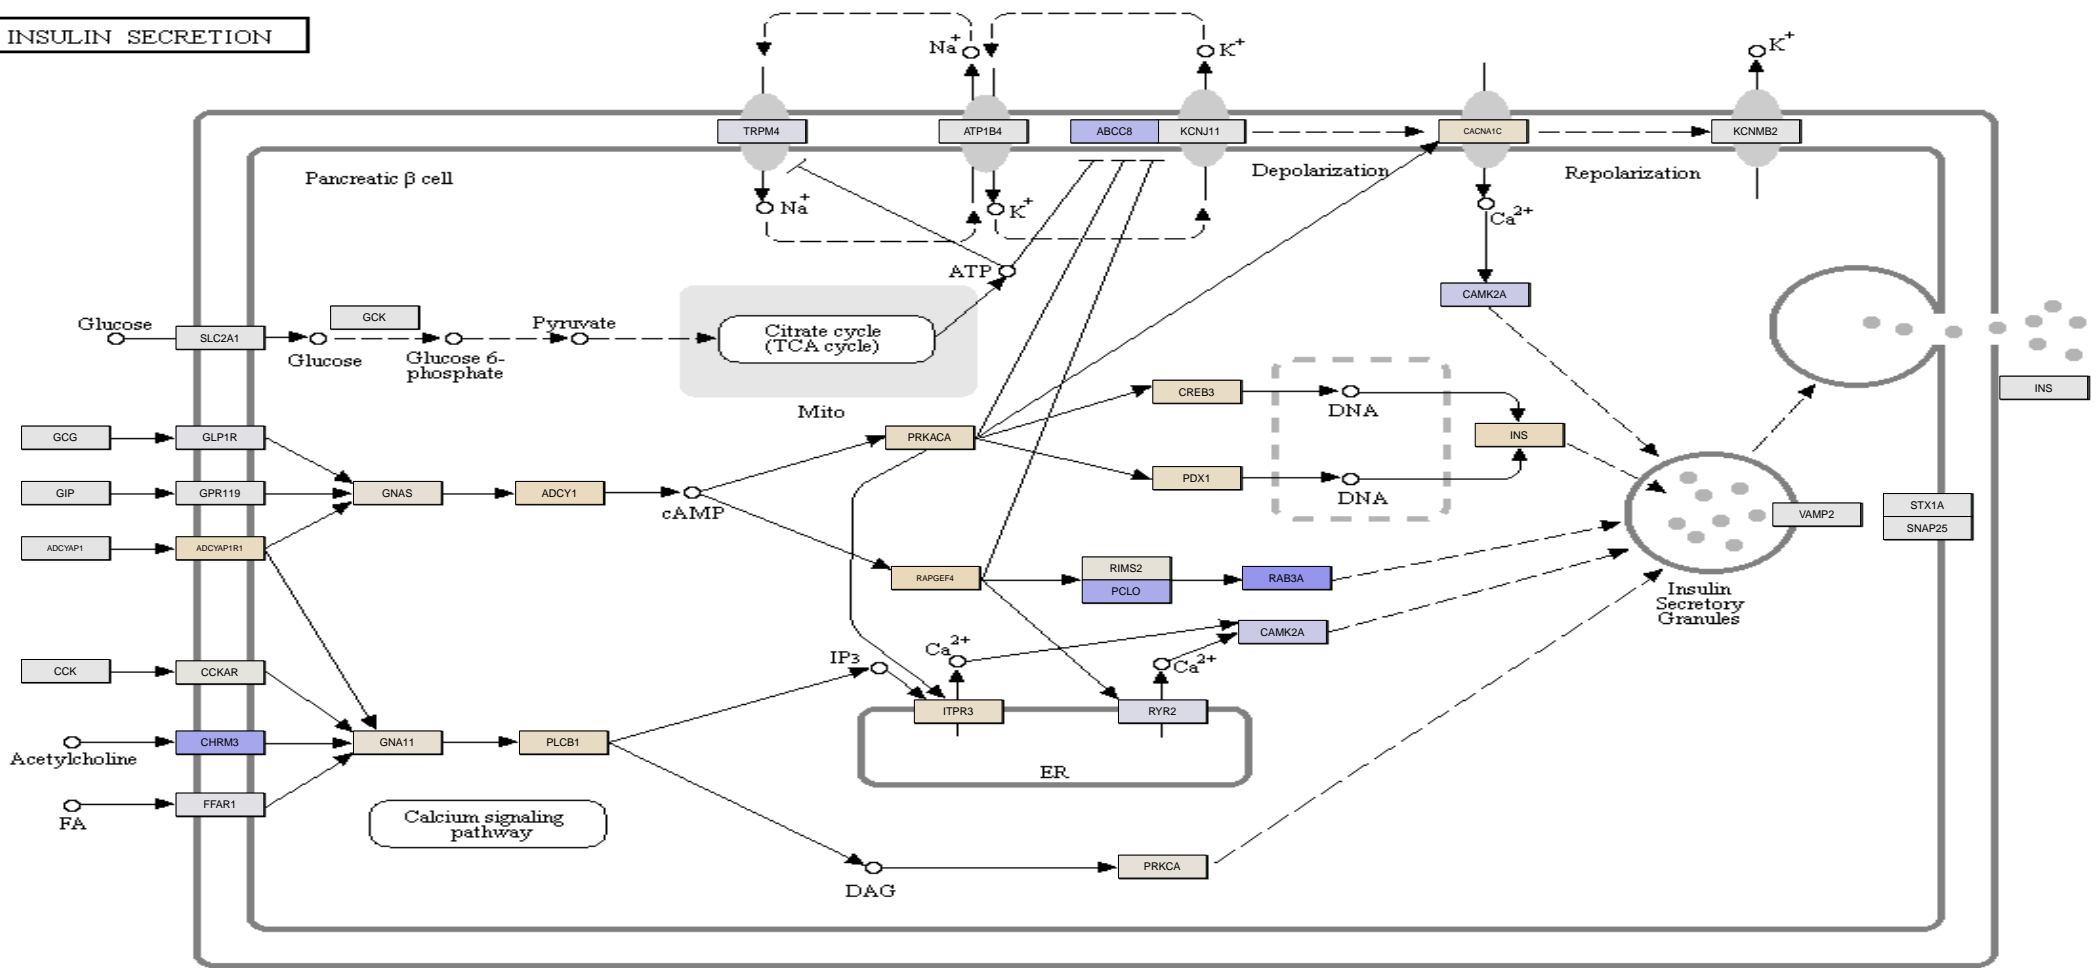 INSULIN SECRETION
Na+
K+
K+
TRPM4
ATP1B4
ABCC8
KCNJ11
CACNA1C
KCNMB2
Pancreatic β cell
Depolarization
Repolarization
Na+
K+
Ca2+
ATP
CAMK2A
Glucose
SLC2A1
GCK
Glucose
Glucose 6-
phosphate
Pyruvate
Citrate cycle
(TCA cycle)
Mito
INS
CREB3
DNA
GCG
GLP1R
PRKACA
INS
GIP
GPR119
GNAS
ADCY1
cAMP
PDX1
DNA
VAMP2
STX1A
SNAP25
ADCYAP1
ADCYAP1R1
RAPGEF4
RIMS2
PCLO
RAB3A
Insulin
Secretory
Granules
CAMK2A
CCK
CCKAR
IP3
Ca2+
Ca2+
ITPR3
RYR2
Acetylcholine
CHRM3
GNA11
PLCB1
ER
FA
FFAR1
Calcium signaling
pathway
DAG
PRKCA